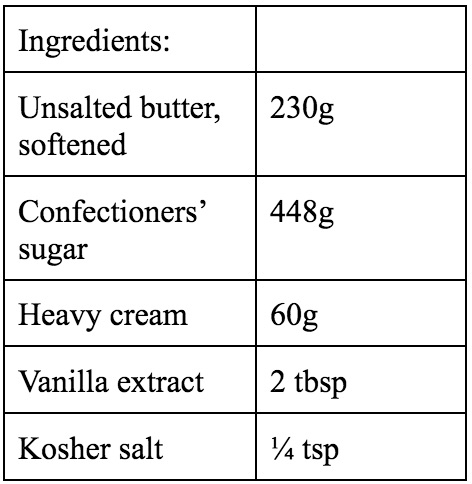 Ingredients:
Unsalted butter, 230g
softened
Confectioners’ 448g
sugar
Heavy cream 60g
Vanilla extract 2 tbsp
Kosher salt ¼ tsp